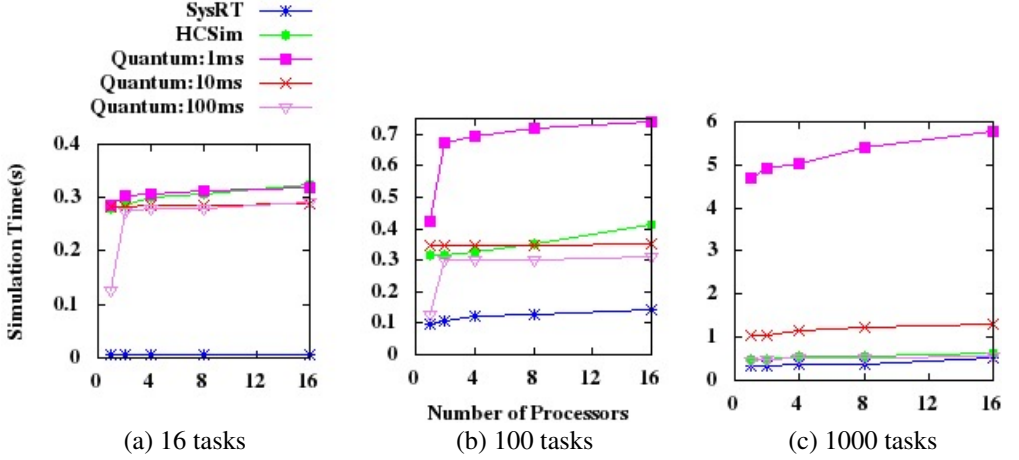 SysRT
HCSim
Quantum:1ms
Quantum:10ms
Quantum:100ms
Simulation Time(s)
0.4
0.3
0.2
0.1
0
0 4 8 12 16
(a) 16 tasks
0.7
0.6
0.5
0.4
0.3
0.2
0.1
0
0 4 8 12 16
Number of Processors
(b) 100 tasks
6
5
4
3
2
1
0
0 4 8 12 16
(c) 1000 tasks